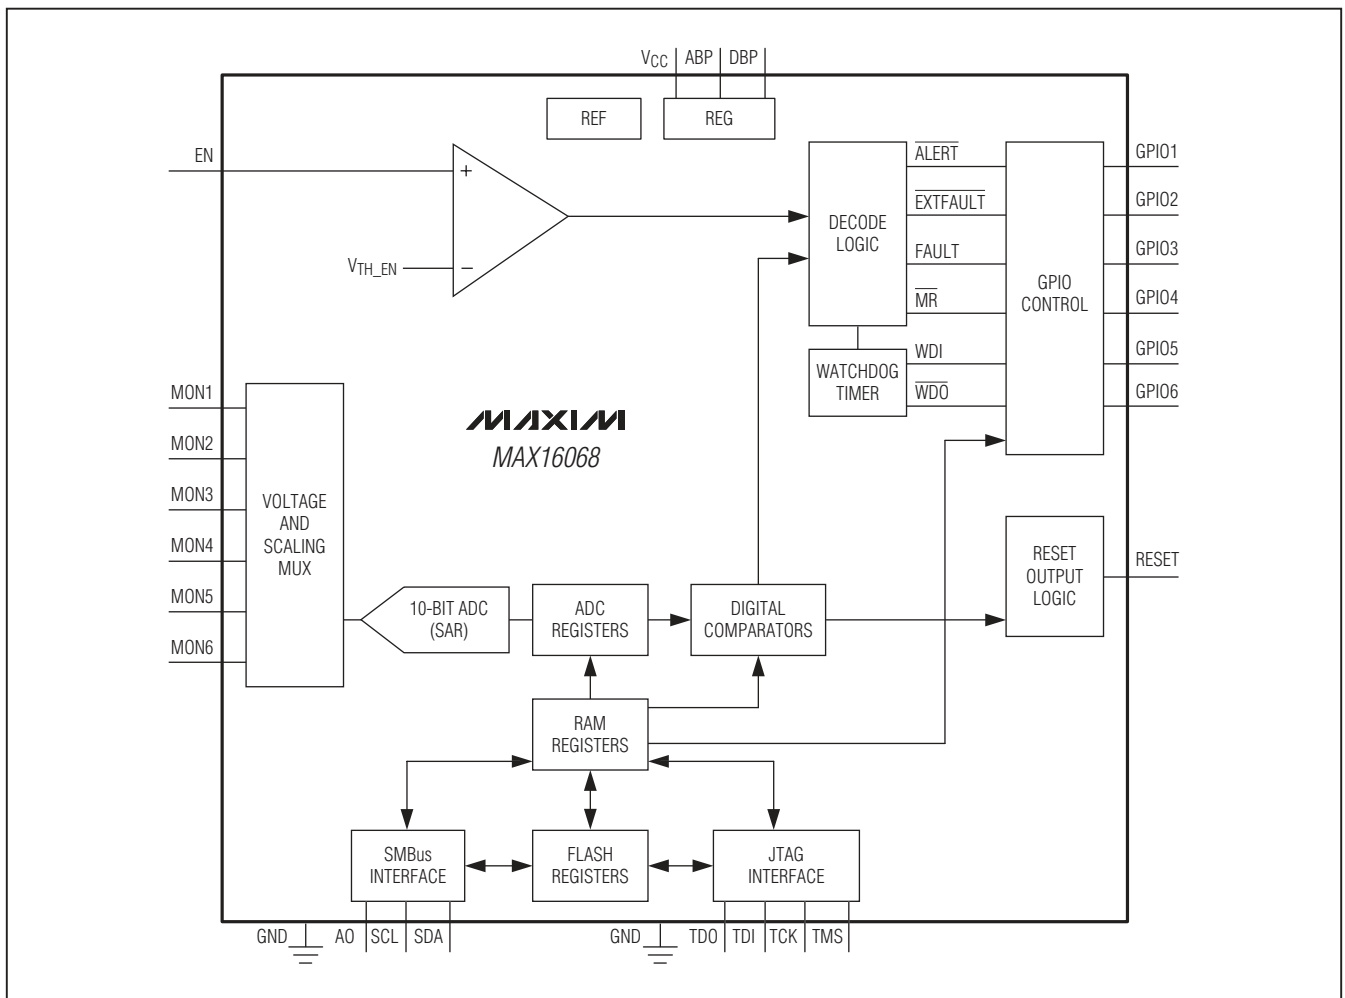 VCC ABP DBP
REF
REG
EN
VTH_EN
+
−
DECODE
LOGIC
ALERT
EXTFAULT
FAULT
MR
WATCHDOG
TIMER
WDI
WDO
GPIO
CONTROL
GPIO1
GPIO2
GPIO3
GPIO4
GPIO5
GPIO6
MON1
MON2
MON3
MON4
MON5
MON6
VOLTAGE
AND
SCALING
MUX
MAXIM
MAX16068
10-BIT ADC
(SAR)
ADC
REGISTERS
DIGITAL
COMPARATORS
RESET
OUTPUT
LOGIC
RESET
RAM
REGISTERS
SMBus
INTERFACE
FLASH
REGISTERS
JTAG
INTERFACE
GND
AO SCL SDA
GND
TDO TDI TCK TMS